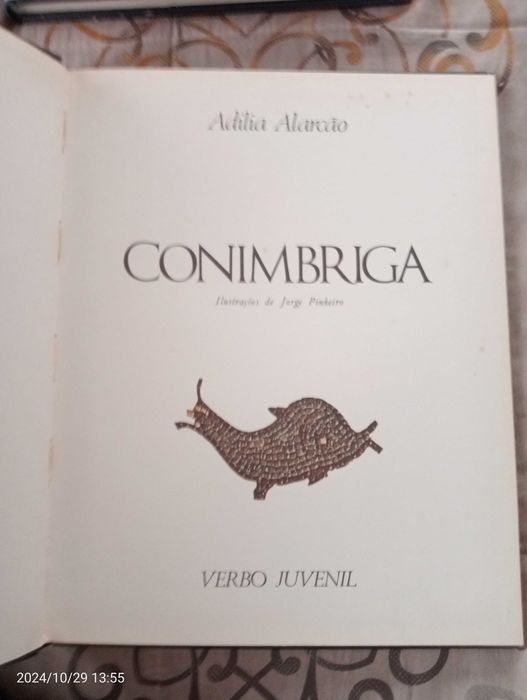 Adília Alarcão
CONIMBRIGA
Ilustrações de Jorge Pinheiro
VERBO JUVENIL
2024/10/29 13:55